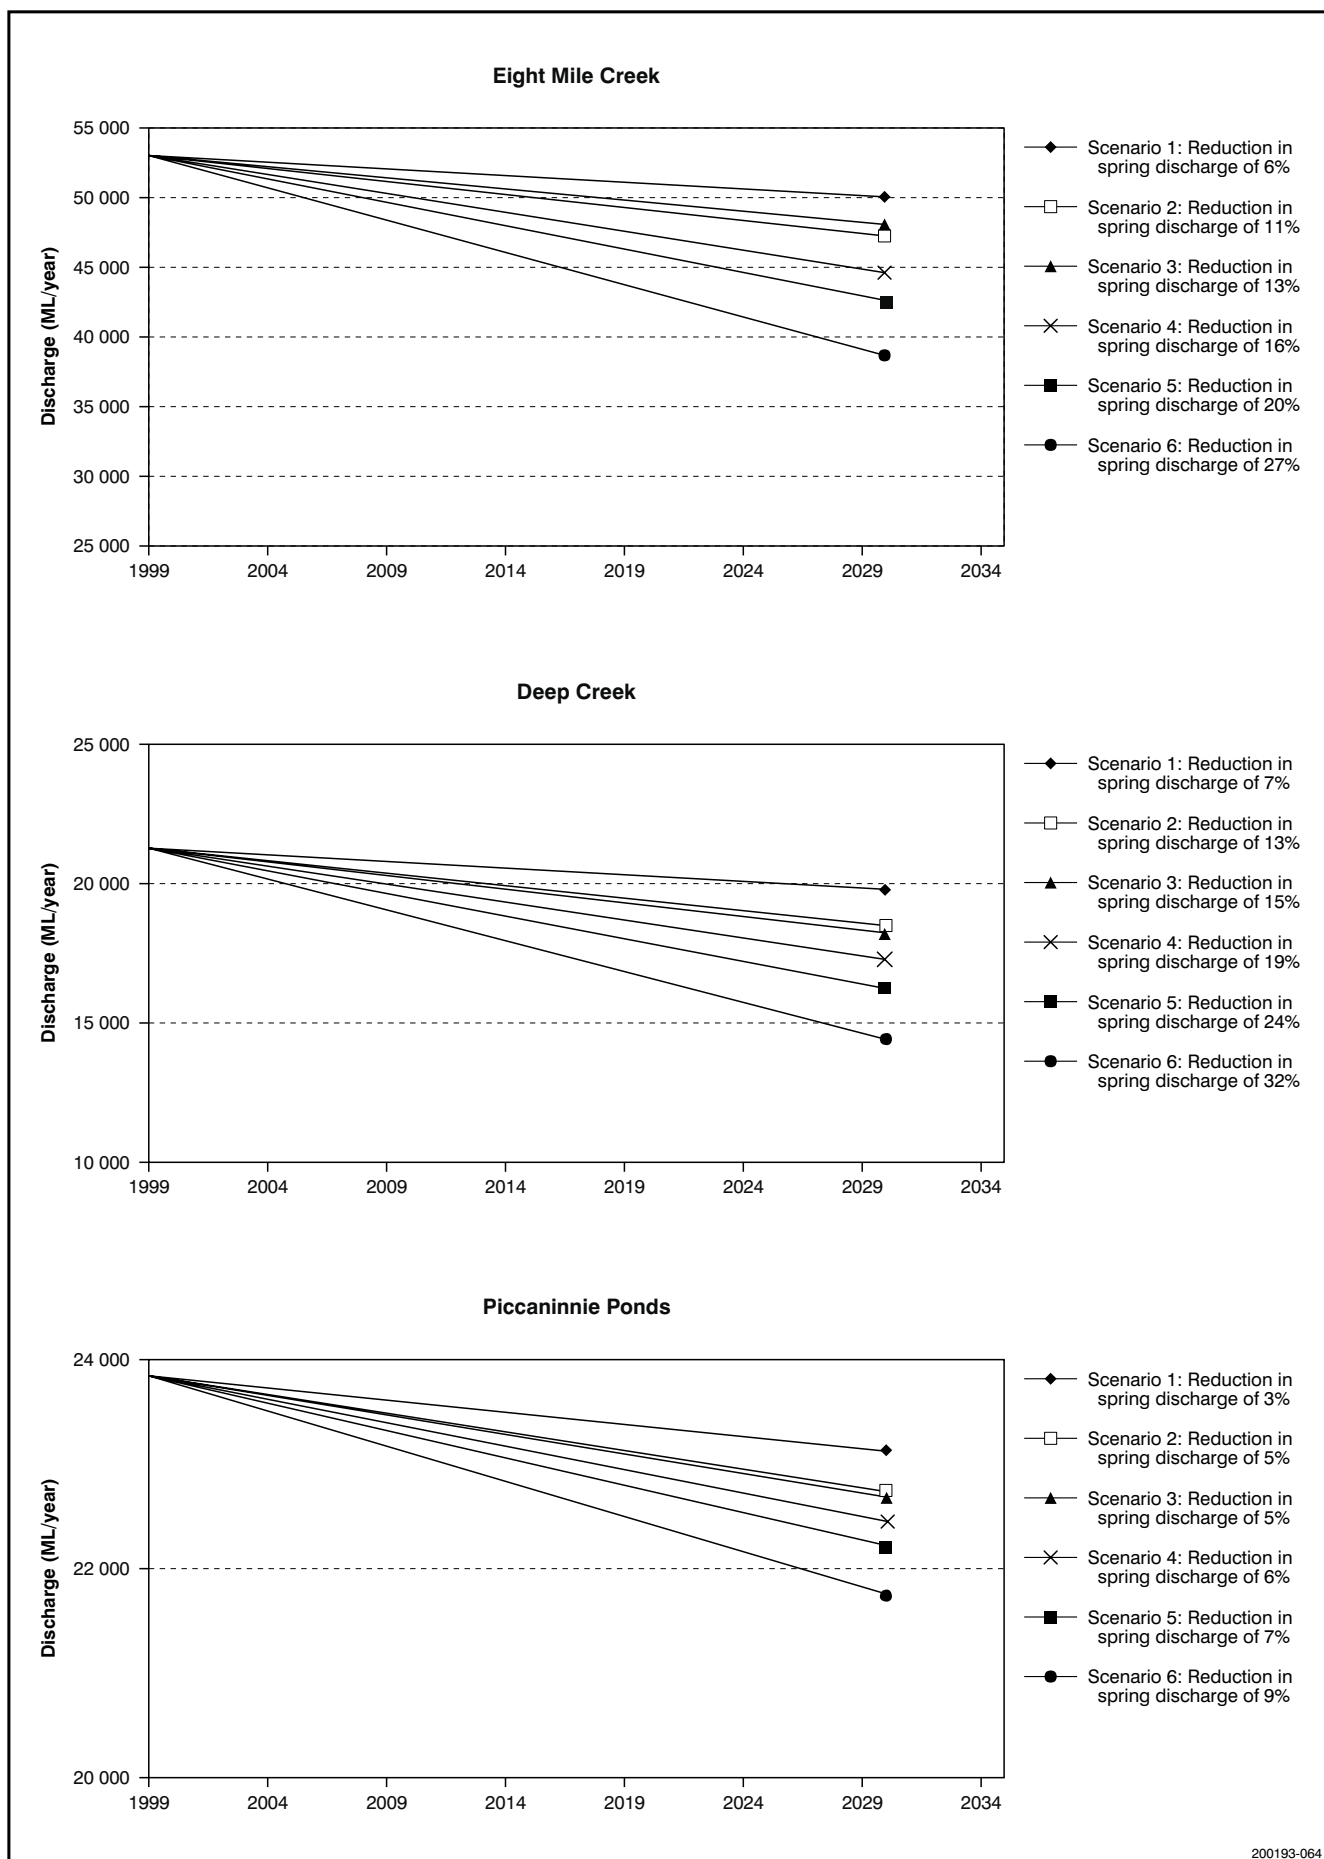 Eight Mile Creek
55 000
50 000
45 000
40 000
35 000
30 000
25 000
Discharge (ML/year)
1999 2004 2009 2014 2019 2024 2029 2034
Scenario 1: Reduction in
spring discharge of 6%
Scenario 2: Reduction in
spring discharge of 11%
Scenario 3: Reduction in
spring discharge of 13%
Scenario 4: Reduction in
spring discharge of 16%
Scenario 5: Reduction in
spring discharge of 20%
Scenario 6: Reduction in
spring discharge of 27%
Deep Creek
25 000
20 000
15 000
10 000
Discharge (ML/year)
1999 2004 2009 2014 2019 2024 2029 2034
Scenario 1: Reduction in
spring discharge of 7%
Scenario 2: Reduction in
spring discharge of 13%
Scenario 3: Reduction in
spring discharge of 15%
Scenario 4: Reduction in
spring discharge of 19%
Scenario 5: Reduction in
spring discharge of 24%
Scenario 6: Reduction in
spring discharge of 32%
Piccaninnie Ponds
24 000
22 000
20 000
Discharge (ML/year)
1999 2004 2009 2014 2019 2024 2029 2034
Scenario 1: Reduction in
spring discharge of 3%
Scenario 2: Reduction in
spring discharge of 5%
Scenario 3: Reduction in
spring discharge of 5%
Scenario 4: Reduction in
spring discharge of 6%
Scenario 5: Reduction in
spring discharge of 7%
Scenario 6: Reduction in
spring discharge of 9%
200193-064